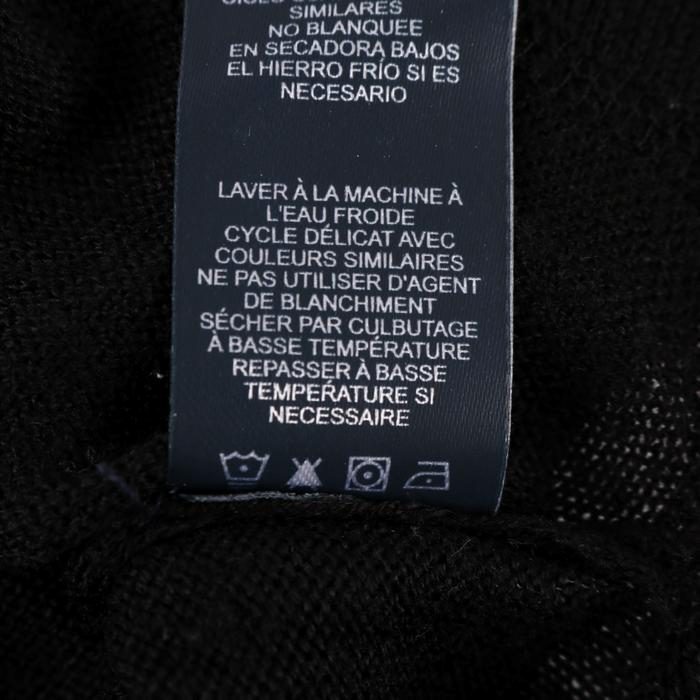 SIMILARES
NO BLANQUEE
EN SECADORA BAJOS
EL HIERRO FRÍO SI ES
NECESARIO
LAVER À LA MACHINE À
L'EAU FROIDE
CYCLE DÉLICAT AVEC
COULEURS SIMILAIRES
NE PAS UTILISER D'AGENT
DE BLANCHIMENT
SÉCHER PAR CULBUTAGE
À BASSE TEMPÉRATURE
REPASSER À BASSE
TEMPÉRATURE SI
NECESSAIRE